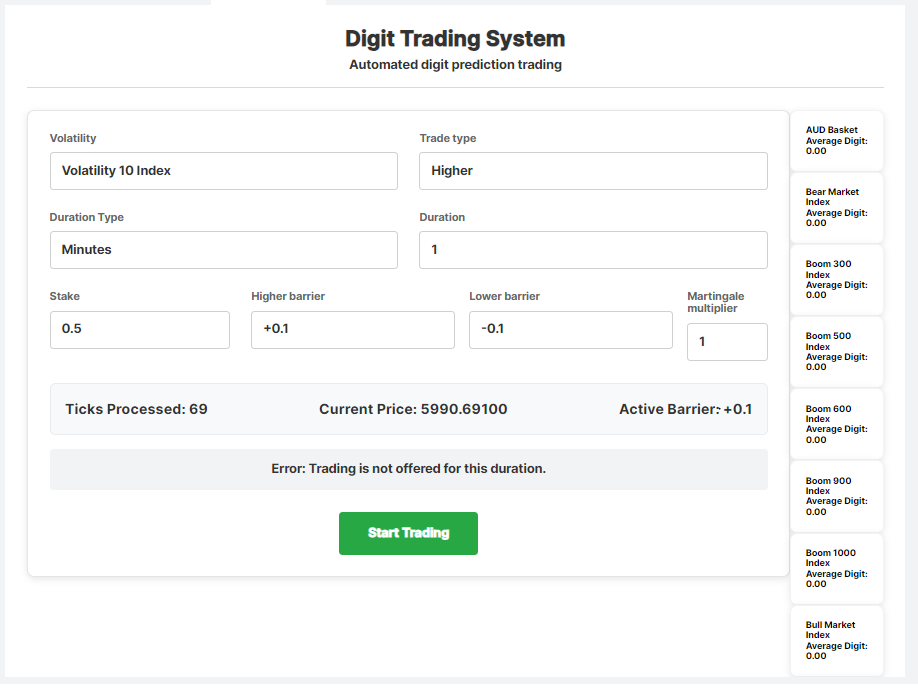 Digit Trading System
Automated digit prediction trading
Volatility
Trade type
Volatility 10 Index
Higher
Duration Type
Duration
Minutes
1
Stake
Higher barrier
Lower barrier
Martingale
multiplier
0.5
+0.1
-0.1
1
Ticks Processed: 69
Current Price: 5990.69100
Active Barrier: +0.1
Error: Trading is not offered for this duration.
Start Trading
AUD Basket
Average Digit:
0.00
Bear Market
Index
Average Digit:
0.00
Boom 300
Index
Average Digit:
0.00
Boom 500
Index
Average Digit:
0.00
Boom 600
Index
Average Digit:
0.00
Boom 900
Index
Average Digit:
0.00
Boom 1000
Index
Average Digit:
0.00
Bull Market
Index
Average Digit:
0.00